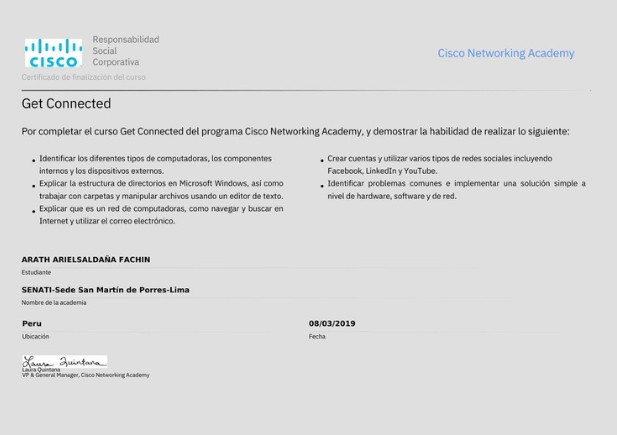 Responsabilidad
Social
Corporativa
CISCO
Cisco Networking Academy
Certificado de finalización del curso
Get Connected
Por completar el curso Get Connected del programa Cisco Networking Academy, y demostrar la habilidad de realizar lo siguiente:
• Identificar los diferentes tipos de computadoras, los componentes
internos y los dispositivos externos.
• Explicar la estructura de directorios en Microsoft Windows, así como
trabajar con carpetas y manipular archivos usando un editor de texto.
• Explicar que es un red de computadoras, como navegar y buscar en
Internet y utilizar el correo electrónico.
• Crear cuentas y utilizar varios tipos de redes sociales incluyendo
Facebook, LinkedIn y YouTube.
• Identificar problemas comunes e implementar una solución simple a
nivel de hardware, software y de red.
ARATH ARIELSALDAÑA FACHIN
Estudiante
SENATI-Sede San Martín de Porres-Lima
Nombre de la academia
Peru
Ubicación
08/03/2019
Fecha
Laura Quintana
Laura Quintana
VP & General Manager, Cisco Networking Academy